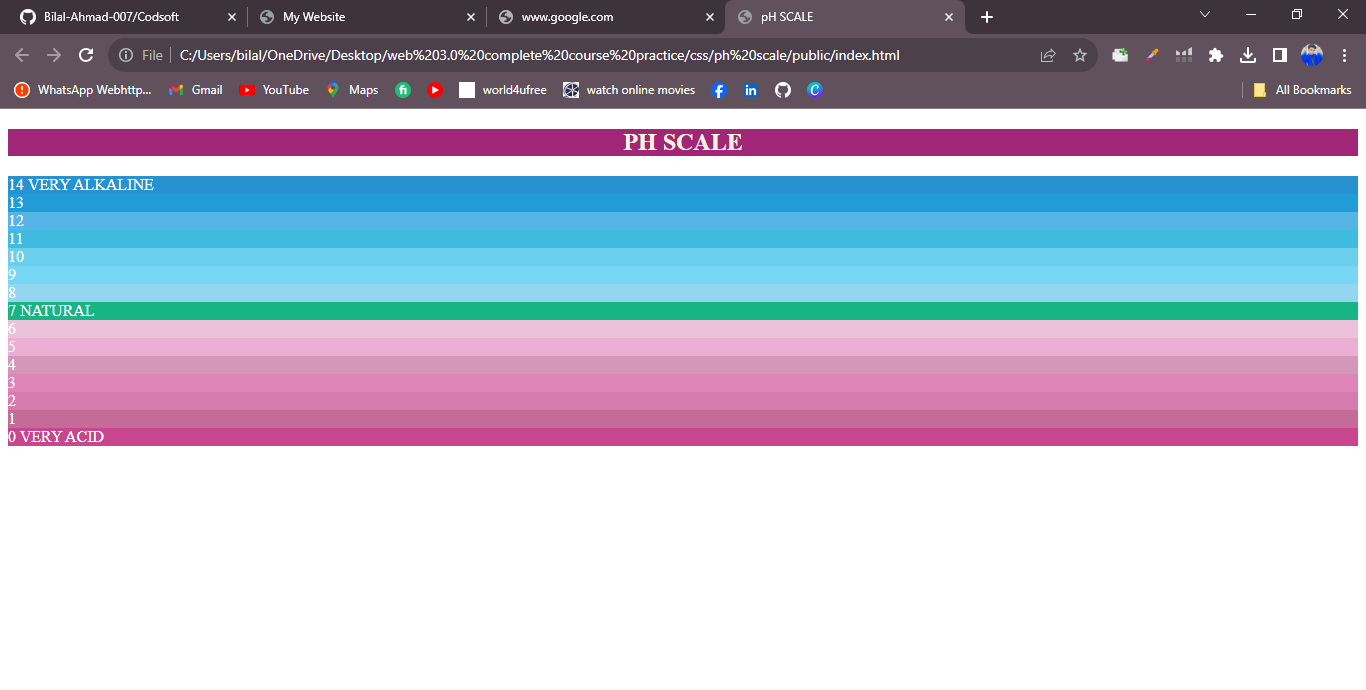 Bilal-Ahmad-007/Codsoft My Website www.google.com pH SCALE
File C:/Users/bilal/OneDrive/Desktop/web%203.0%20complete%20course%20practice/css/ph%20scale/public/index.html
WhatsApp Webhttp... Gmail YouTube Maps world4ufree watch online movies All Bookmarks
PH SCALE
14 VERY ALKALINE
13
12
11
10
9
8
7 NATURAL
6
5
4
3
2
1
0 VERY ACID